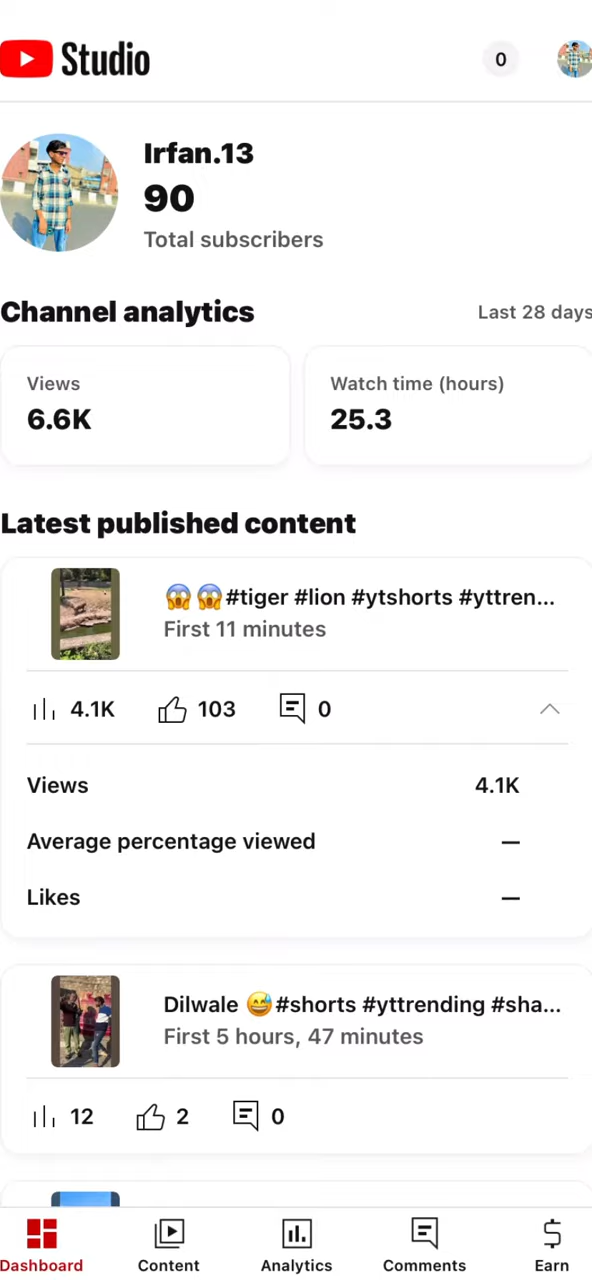 Studio
0
Irfan.13
90
Total subscribers
Channel analytics
Last 28 days
Views
6.6K
Watch time (hours)
25.3
Latest published content
😱😱#tiger #lion #ytshorts #yttren...
First 11 minutes
4.1K 103 0
Views 4.1K
Average percentage viewed —
Likes —
Dilwale 😅#shorts #yttrending #sha...
First 5 hours, 47 minutes
12 2 0
Dashboard Content Analytics Comments Earn